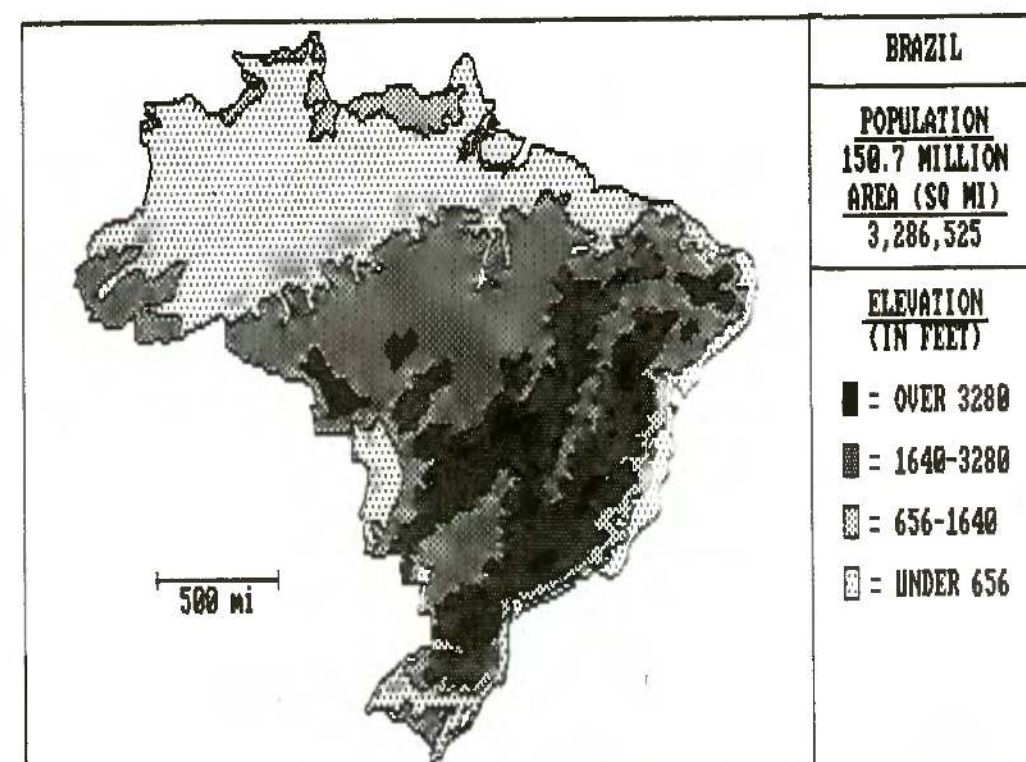 BRAZIL
POPULATION
150.7 MILLION
AREA (SQ MI)
3,286,525
ELEVATION
(IN FEET)
= OVER 3280
= 1640-3280
= 656-1640
= UNDER 656
500 mi